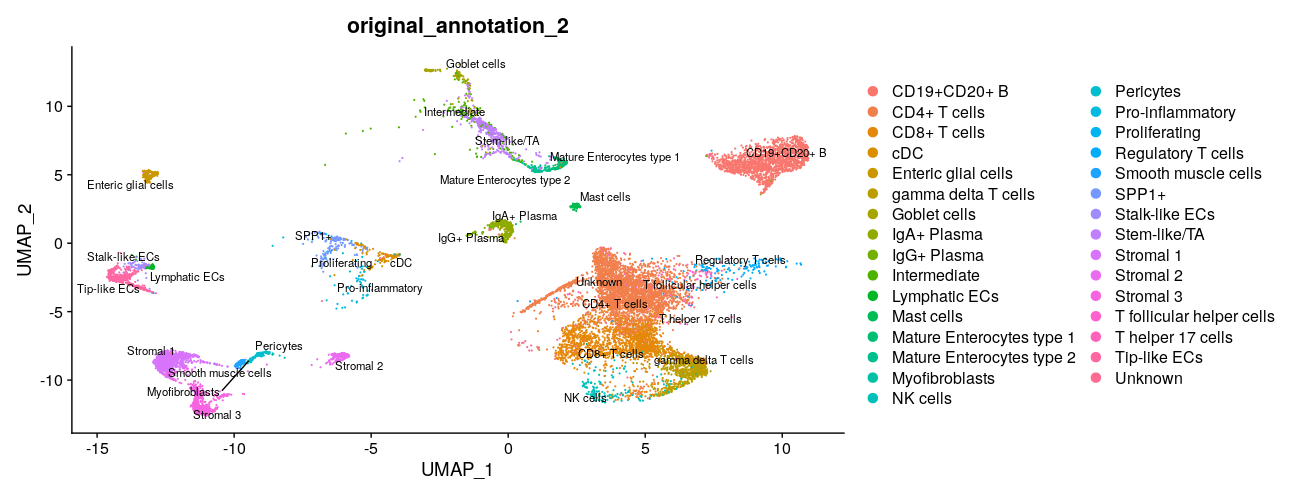 original_annotation_2
Goblet cells
Intermediate
Stem-like/TA
Mature Enterocytes type 1
Mature Enterocytes type 2
CD19+CD20+ B
Enteric glial cells
Mast cells
IgA+ Plasma
IgG+ Plasma
SPP1+
Stalk-like ECs
Proliferating
cDC
Regulatory T cells
Lymphatic ECs
Tip-like ECs
Pro-inflammatory
Unknown
T follicular helper cells
CD4+ T cells
T helper 17 cells
Stromal 1
Pericytes
Stromal 2
Smooth muscle cells
CD8+ T cells
gamma delta T cells
Myofibroblasts
NK cells
Stromal 3
10
5
0
-5
-10
UMAP_2
-15
-10
-5
0
5
10
UMAP_1
CD19+CD20+ B
CD4+ T cells
CD8+ T cells
cDC
Enteric glial cells
gamma delta T cells
Goblet cells
IgA+ Plasma
IgG+ Plasma
Intermediate
Lymphatic ECs
Mast cells
Mature Enterocytes type 1
Mature Enterocytes type 2
Myofibroblasts
NK cells
Pericytes
Pro-inflammatory
Proliferating
Regulatory T cells
Smooth muscle cells
SPP1+
Stalk-like ECs
Stem-like/TA
Stromal 1
Stromal 2
Stromal 3
T follicular helper cells
T helper 17 cells
Tip-like ECs
Unknown